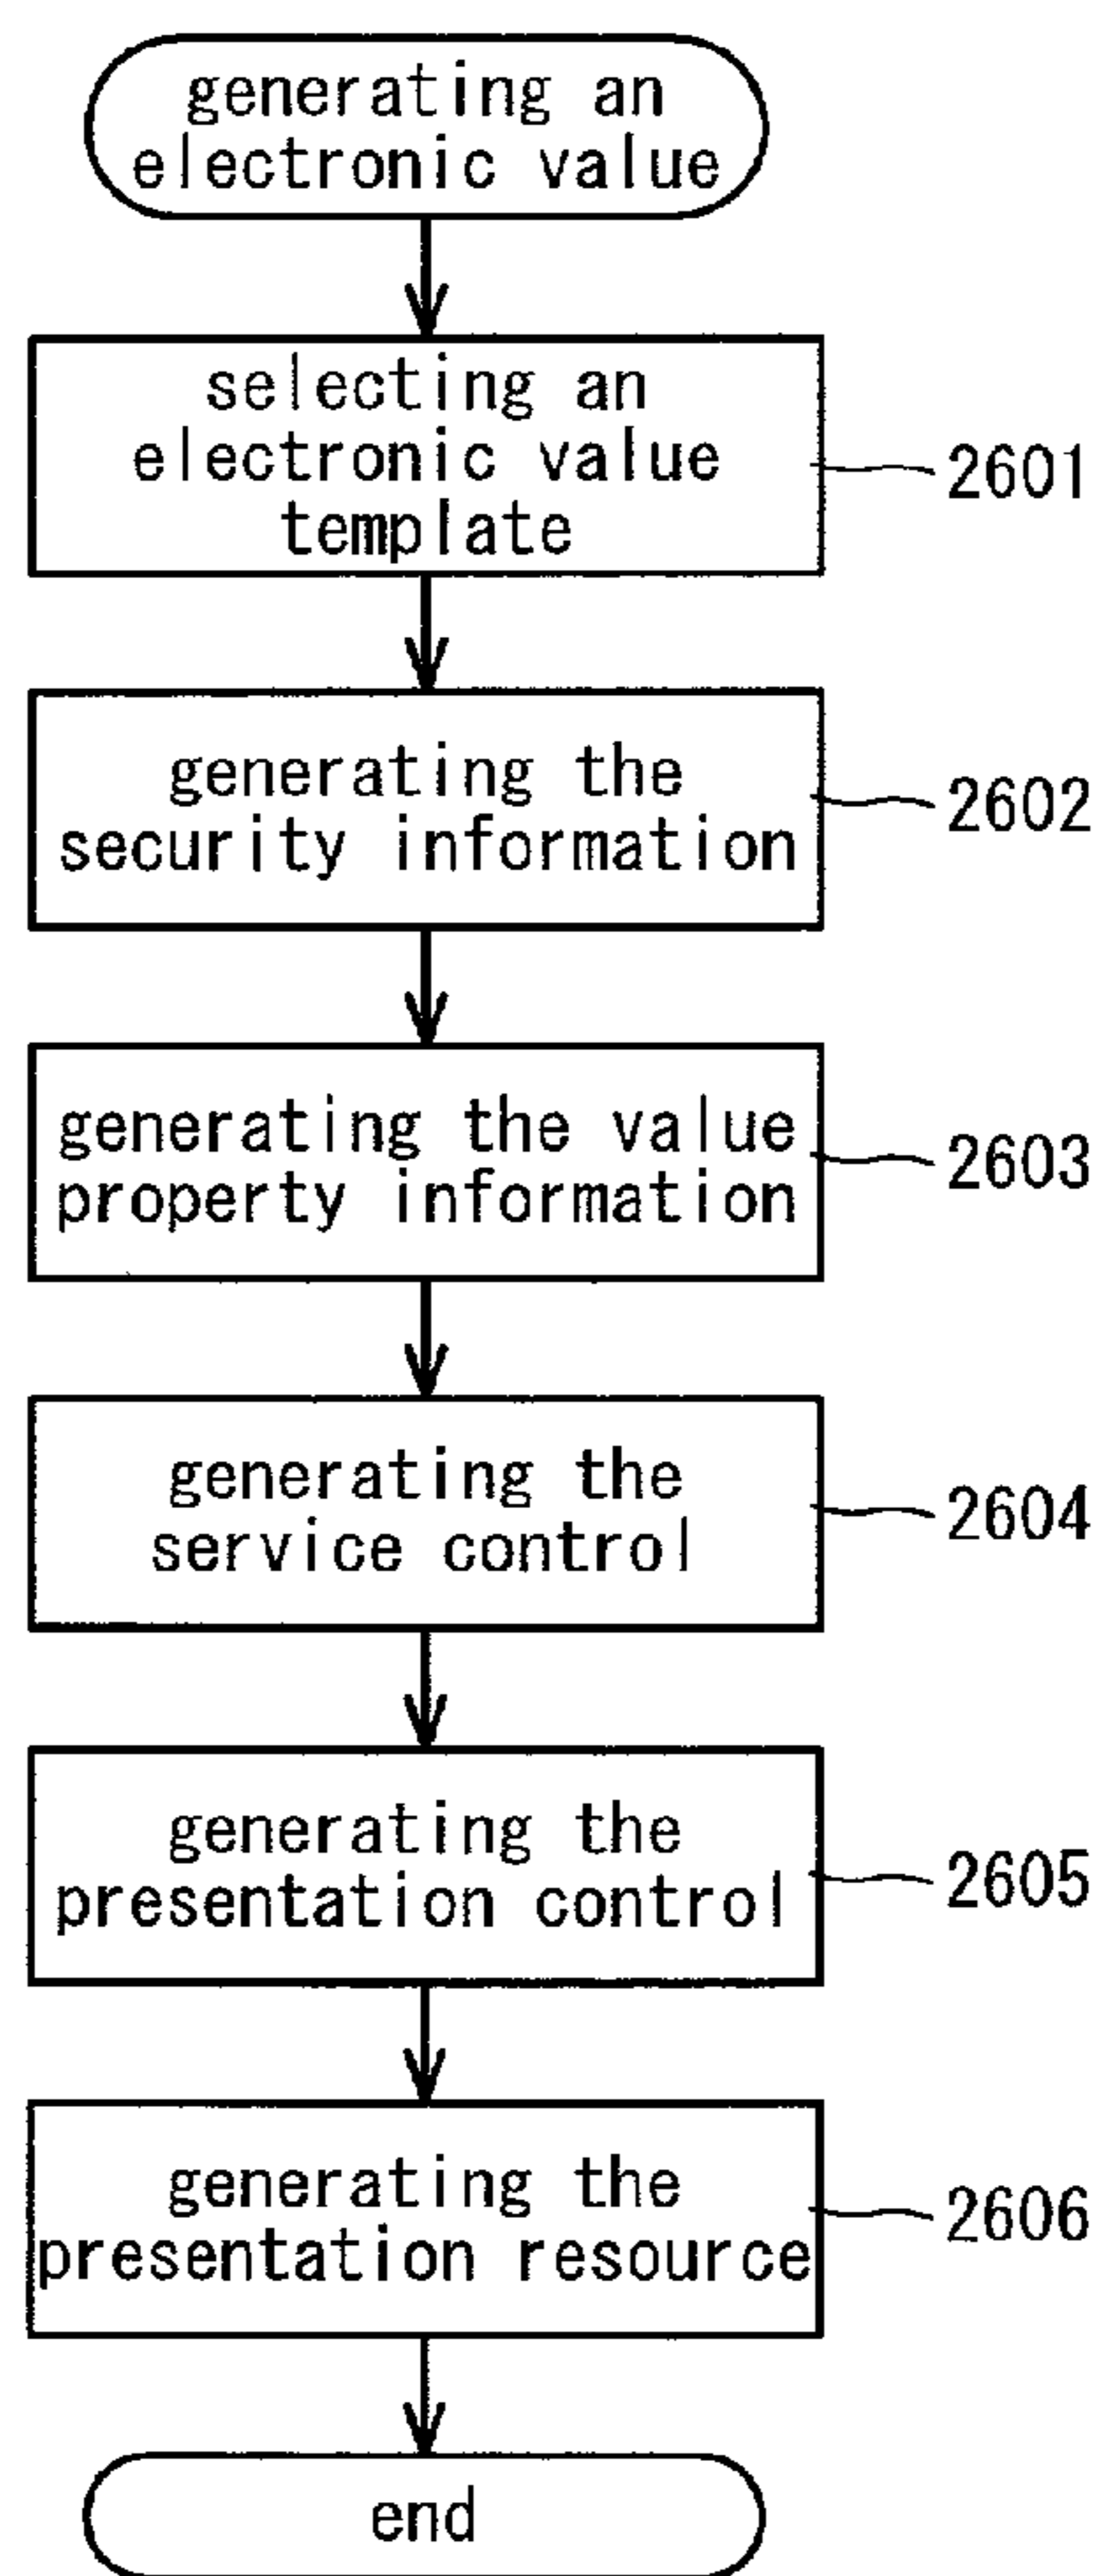 generating an
electronic value
selecting an
electronic value
template
2601
generating the
security information
2602
generating the value
property information
2603
generating the
service control
2604
generating the
presentation control
2605
generating the
presentation resource
2606
end